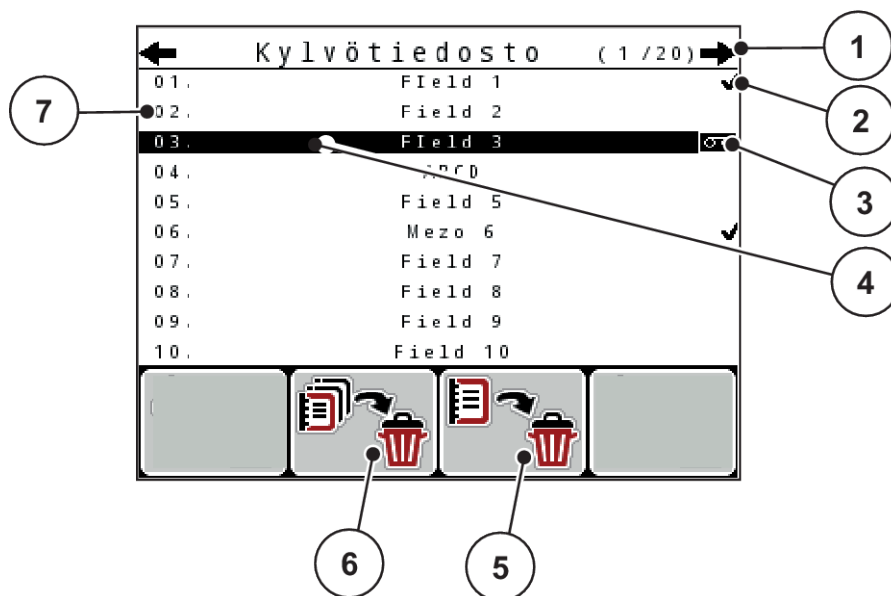 Kylvötiedosto (1/20)
1
01. FIeld 1
2
7
02. Field 2
03. FIeld 3
3
04. ABCD
05. Field 5
06. Mezo 6
4
07. Field 7
08. Field 8
09. Field 9
10. Field 10
6
5